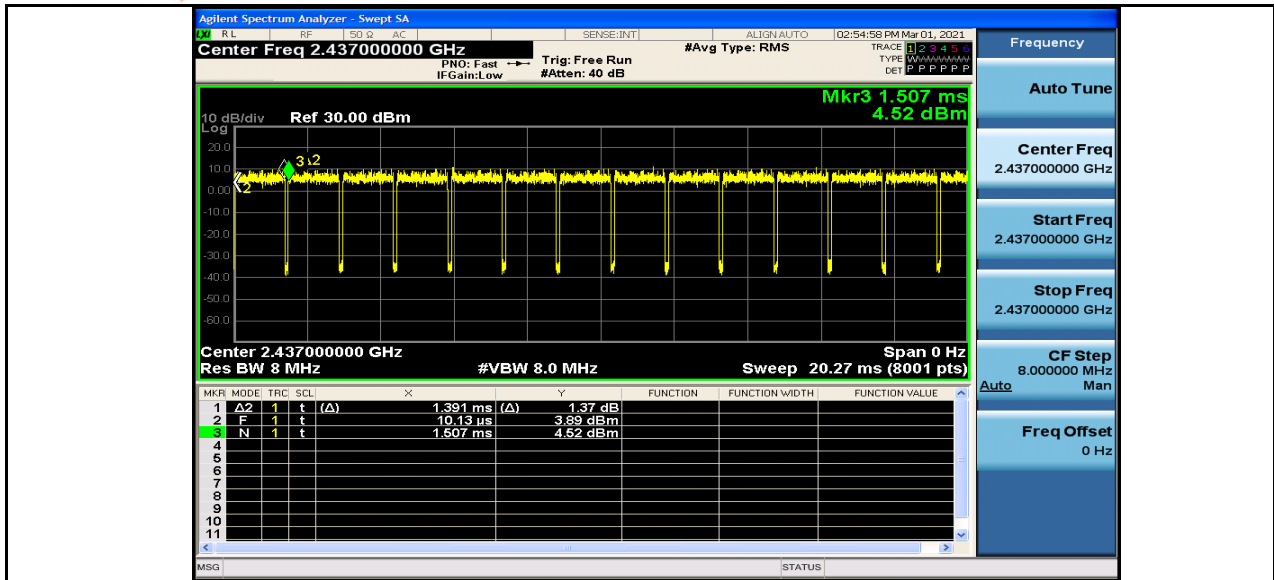 Agilent Spectrum Analyzer - Swept SA
LXI RL RF 50 Ω AC SENSE:INT ALIGN AUTO 02:54:58 PM Mar 01, 2021
Center Freq 2.437000000 GHz
PNO: Fast
IFGain:Low
Trig: Free Run
#Atten: 40 dB
#Avg Type: RMS
TRACE 1 2 3 4 5 6
TYPE WWWWWW
DET P P P P P P
Mkr3 1.507 ms
4.52 dBm
10 dB/div Ref 30.00 dBm
Log
20.0
10.0
0.00
-10.0
-20.0
-30.0
-40.0
-50.0
-60.0
3 2
2
Center 2.437000000 GHz Span 0 Hz
Res BW 8 MHz #VBW 8.0 MHz Sweep 20.27 ms (8001 pts)
MKR MODE TRC SCL X Y FUNCTION FUNCTION WIDTH FUNCTION VALUE
1 Δ2 1 t (Δ) 1.391 ms (Δ) 1.37 dB
2 F 1 t 10.13 µs 3.89 dBm
3 N 1 t 1.507 ms 4.52 dBm
4
5
6
7
8
9
10
11
MSG STATUS
Frequency
Auto Tune
Center Freq
2.437000000 GHz
Start Freq
2.437000000 GHz
Stop Freq
2.437000000 GHz
CF Step
8.000000 MHz
Auto Man
Freq Offset
0 Hz